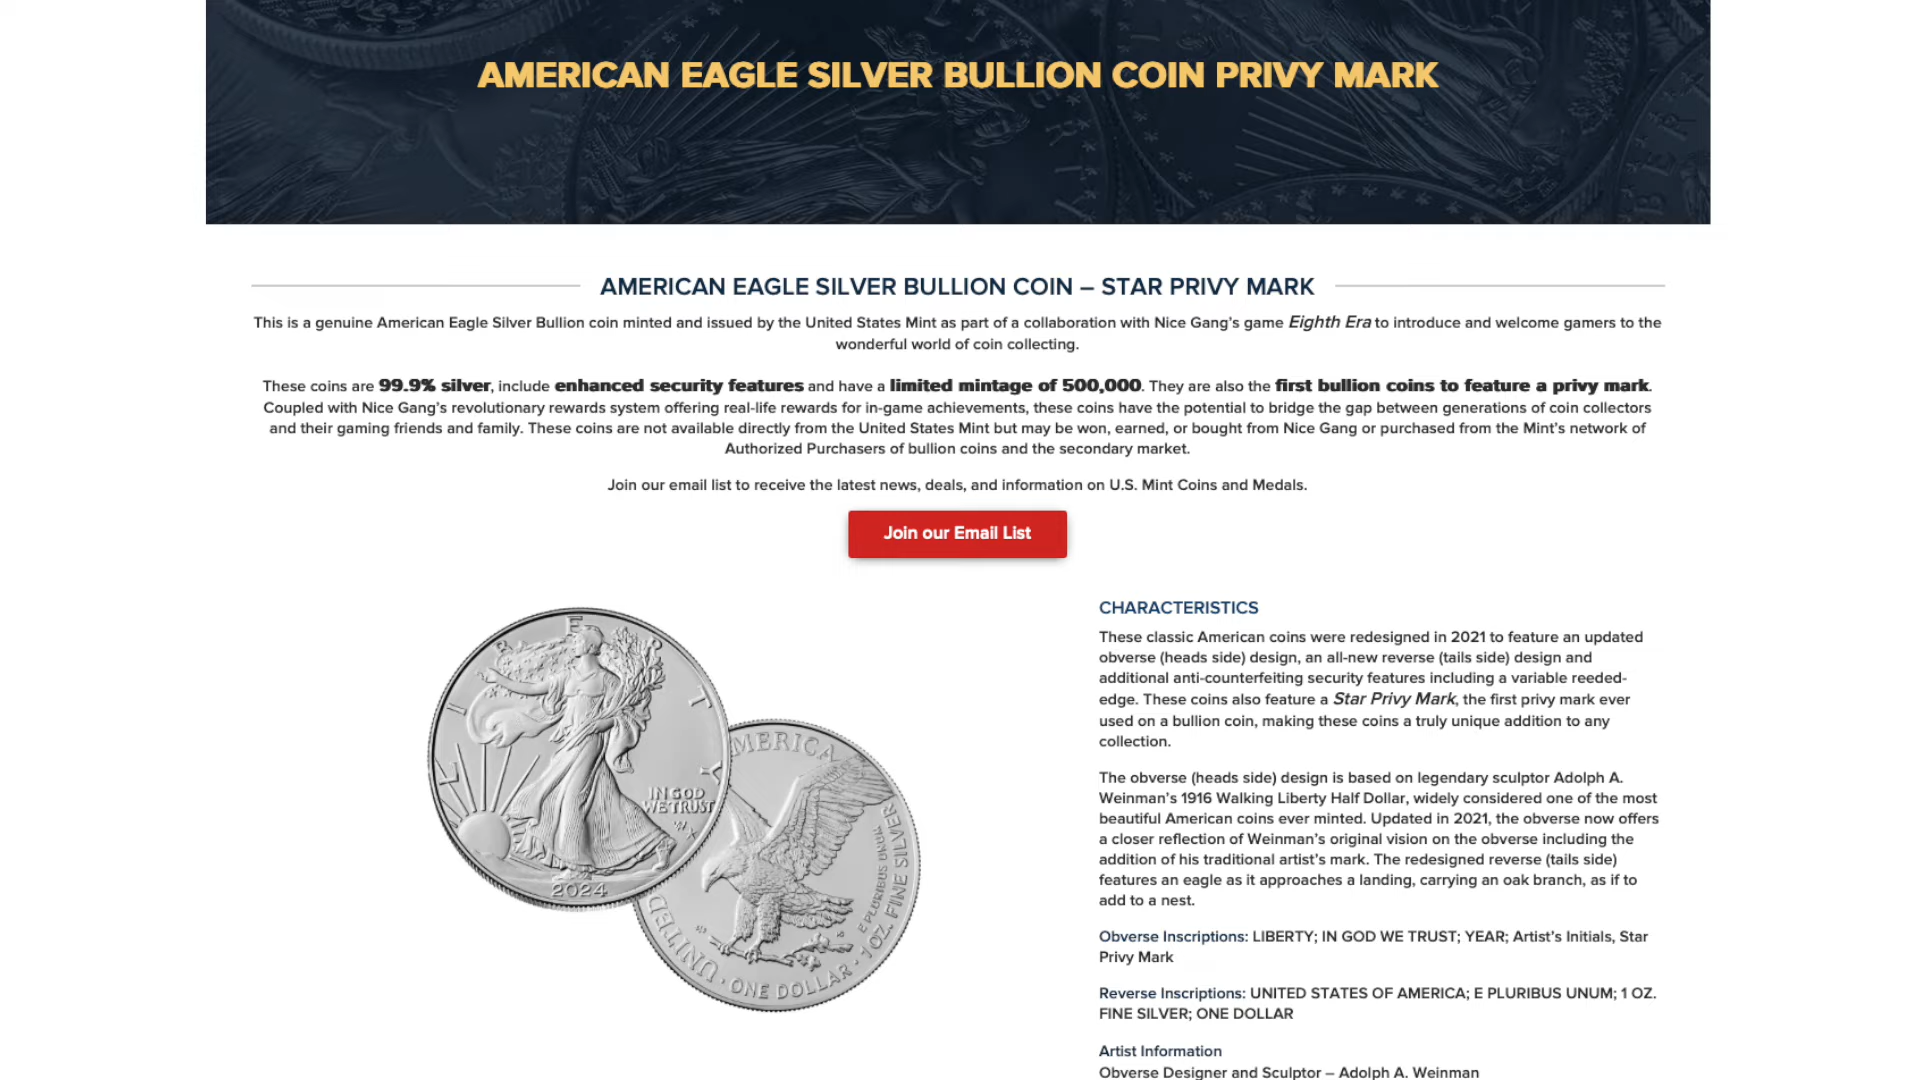 AMERICAN EAGLE SILVER BULLION COIN PRIVY MARK
AMERICAN EAGLE SILVER BULLION COIN – STAR PRIVY MARK
This is a genuine American Eagle Silver Bullion coin minted and issued by the United States Mint as part of a collaboration with Nice Gang's game Eighth Era to introduce and welcome gamers to the
wonderful world of coin collecting.
These coins are 99.9% silver, include enhanced security features and have a limited mintage of 500,000. They are also the first bullion coins to feature a privy mark.
Coupled with Nice Gang's revolutionary rewards system offering real-life rewards for in-game achievements, these coins have the potential to bridge the gap between generations of coin collectors
and their gaming friends and family. These coins are not available directly from the United States Mint but may be won, earned, or bought from Nice Gang or purchased from the Mint's network of
Authorized Purchasers of bullion coins and the secondary market.
Join our email list to receive the latest news, deals, and information on U.S. Mint Coins and Medals.
Join our Email List
LIBERTY
IN GOD
WE TRUST
2024
UNITED
MERICA
E PLURIBUS UNUM
1 OZ. FINE SILVER
ONE DOLLAR
CHARACTERISTICS
These classic American coins were redesigned in 2021 to feature an updated
obverse (heads side) design, an all-new reverse (tails side) design and
additional anti-counterfeiting security features including a variable reeded-
edge. These coins also feature a Star Privy Mark, the first privy mark ever
used on a bullion coin, making these coins a truly unique addition to any
collection.
The obverse (heads side) design is based on legendary sculptor Adolph A.
Weinman's 1916 Walking Liberty Half Dollar, widely considered one of the most
beautiful American coins ever minted. Updated in 2021, the obverse now offers
a closer reflection of Weinman's original vision on the obverse including the
addition of his traditional artist's mark. The redesigned reverse (tails side)
features an eagle as it approaches a landing, carrying an oak branch, as if to
add to a nest.
Obverse Inscriptions: LIBERTY; IN GOD WE TRUST; YEAR; Artist's Initials, Star
Privy Mark
Reverse Inscriptions: UNITED STATES OF AMERICA; E PLURIBUS UNUM; 1 OZ.
FINE SILVER; ONE DOLLAR
Artist Information
Obverse Designer and Sculptor – Adolph A. Weinman